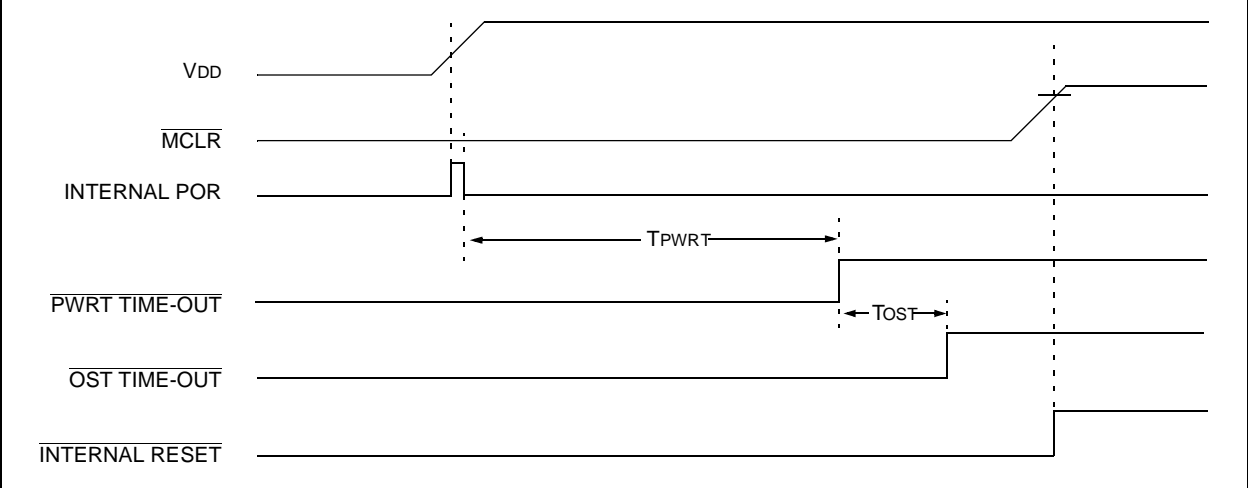 VDD
MCLR
INTERNAL POR
TPWRT
PWRT TIME-OUT
TOST
OST TIME-OUT
INTERNAL RESET